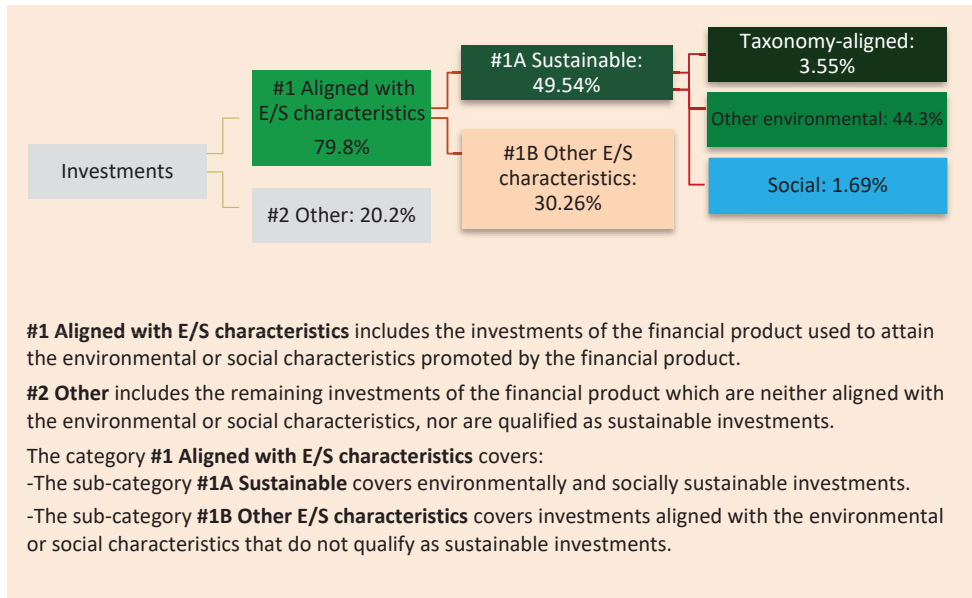 Investments
#1 Aligned with
E/S characteristics
79.8%
#2 Other: 20.2%
#1A Sustainable:
49.54%
#1B Other E/S
characteristics:
30.26%
Taxonomy-aligned:
3.55%
Other environmental: 44.3%
Social: 1.69%
#1 Aligned with E/S characteristics includes the investments of the financial product used to attain
the environmental or social characteristics promoted by the financial product.
#2 Other includes the remaining investments of the financial product which are neither aligned with
the environmental or social characteristics, nor are qualified as sustainable investments.
The category #1 Aligned with E/S characteristics covers:
-The sub-category #1A Sustainable covers environmentally and socially sustainable investments.
-The sub-category #1B Other E/S characteristics covers investments aligned with the environmental
or social characteristics that do not qualify as sustainable investments.